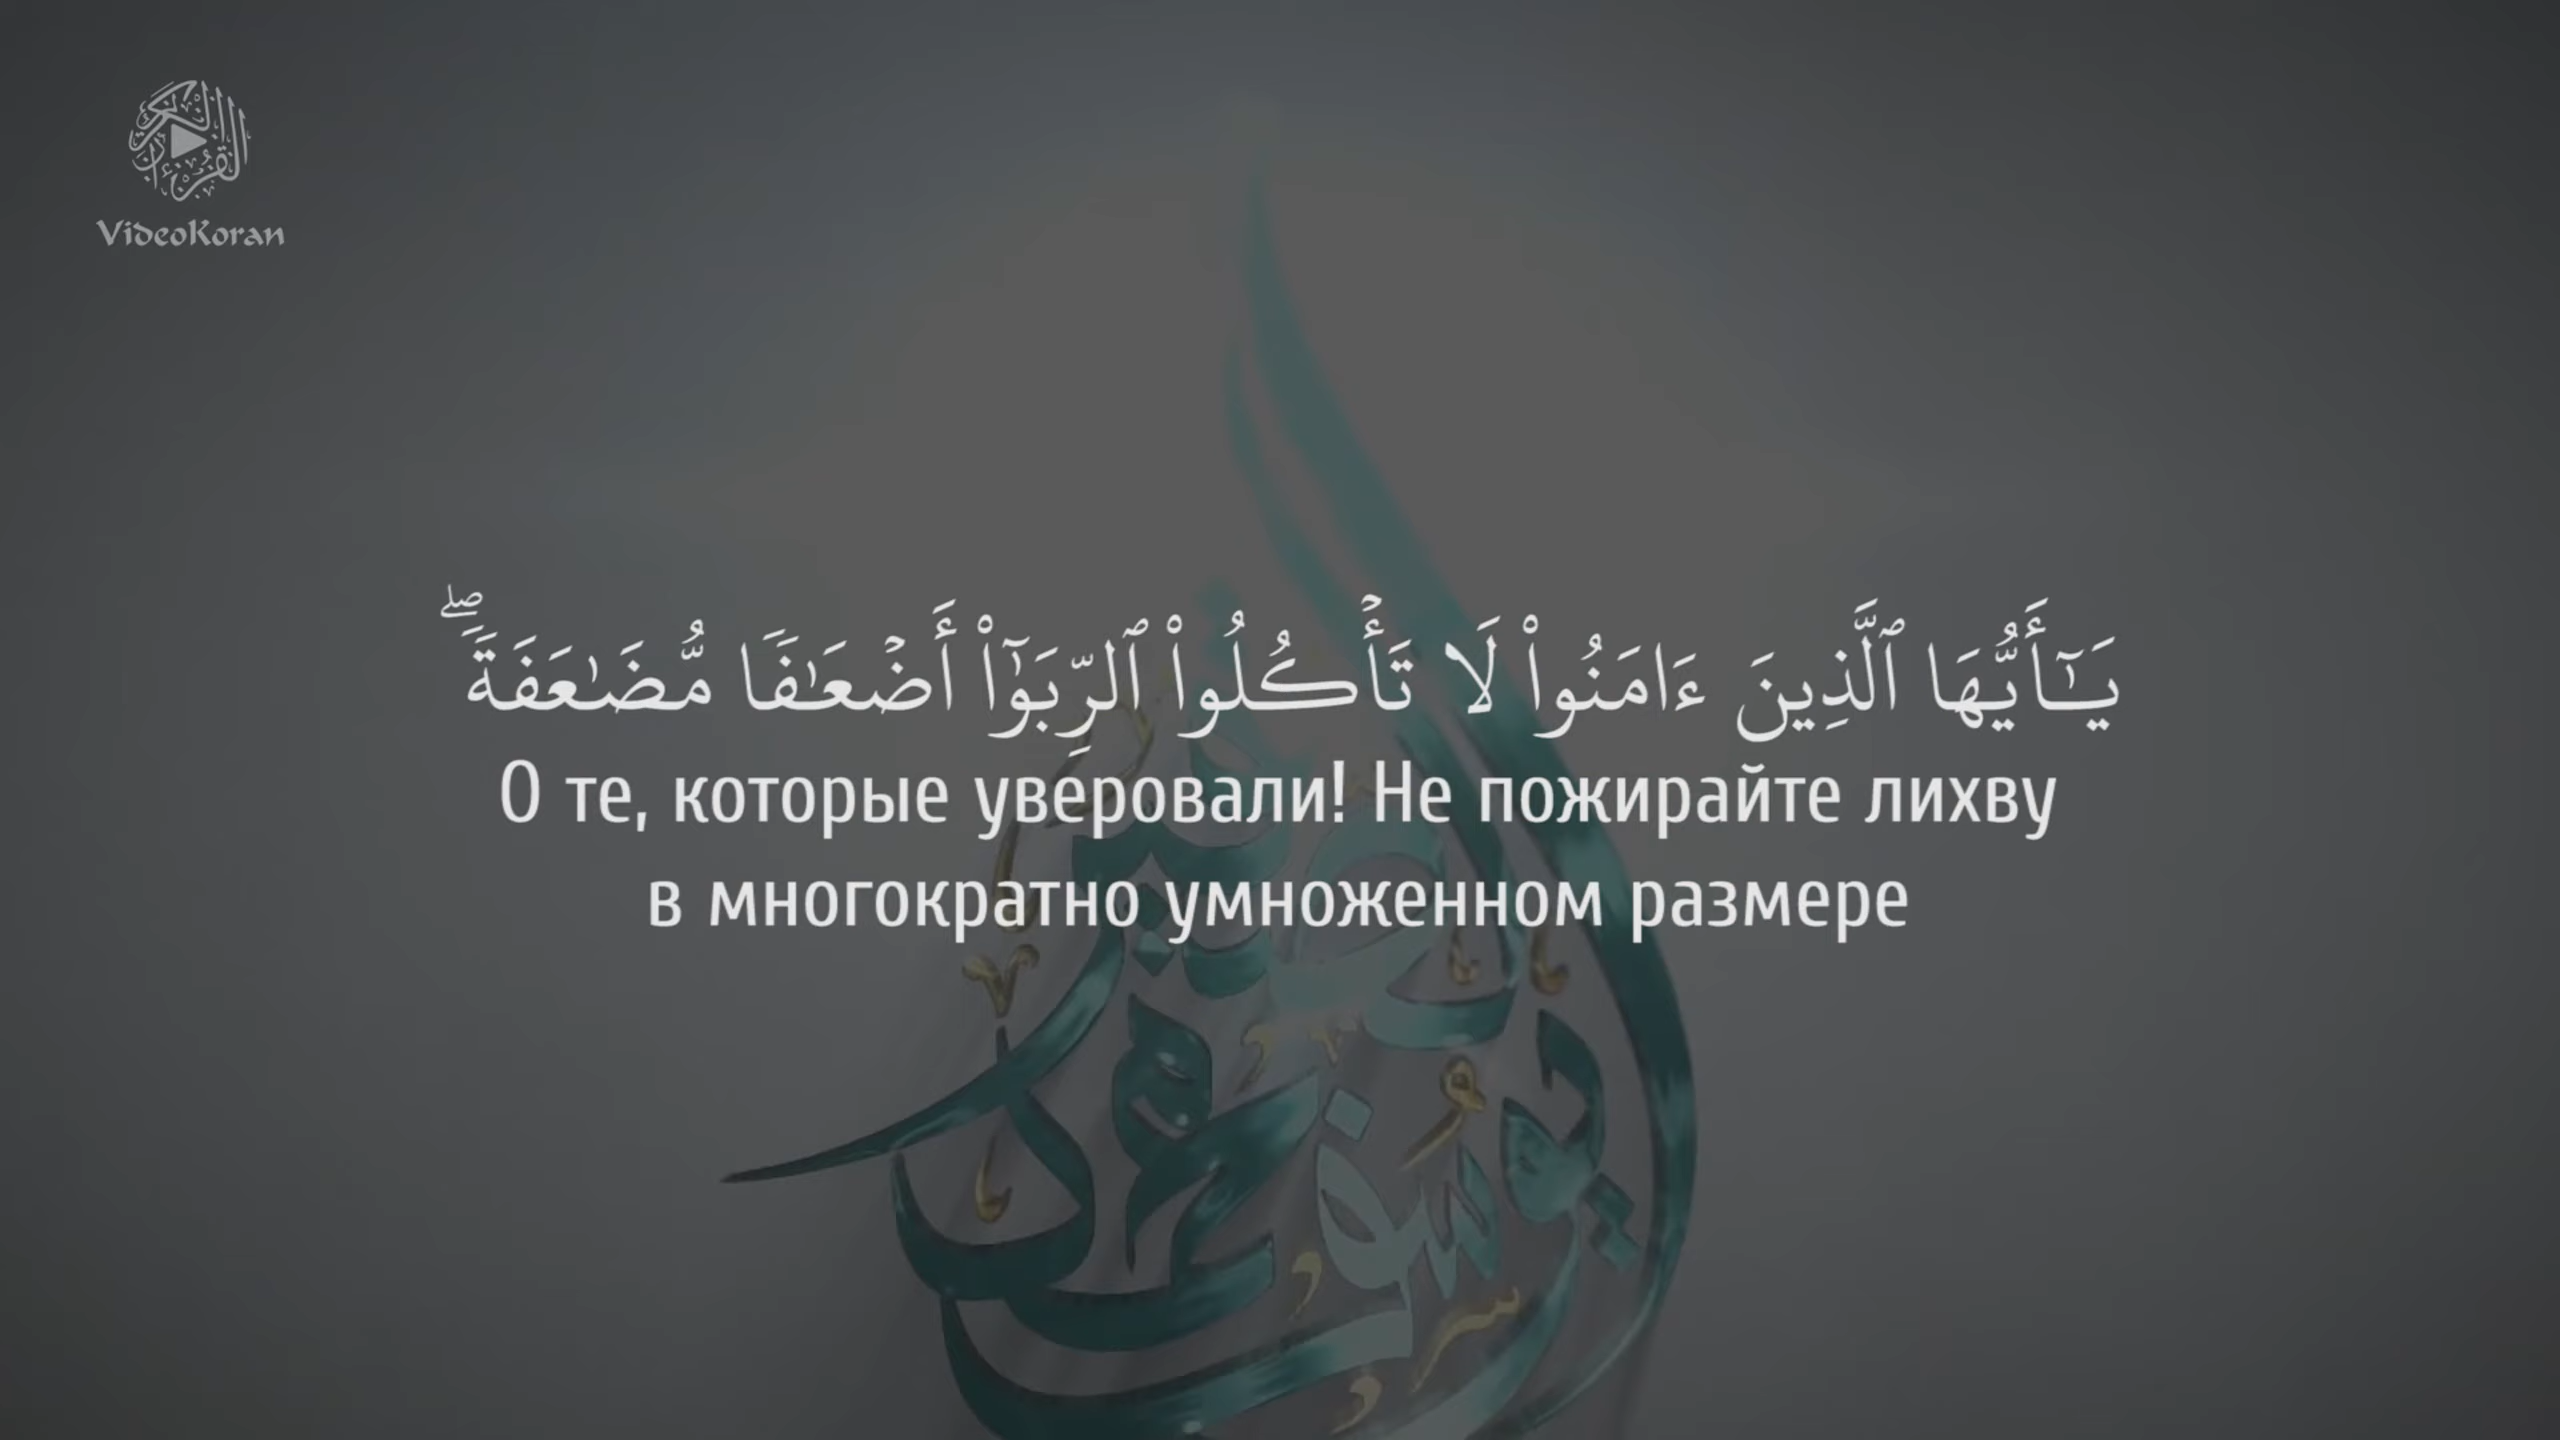 VideoKoran
يَـٰٓأَيُّهَا ٱلَّذِينَ ءَامَنُوا۟ لَا تَأْكُلُوا۟ ٱلرِّبَوٰٓا۟ أَضْعَـٰفًا مُّضَـٰعَفَةً ۖ
О те, которые уверовали! Не пожирайте лихву
в многократно умноженном размере